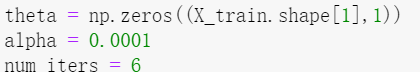 theta = np.zeros((X_train.shape[1],1))
alpha = 0.0001
num_iters = 6